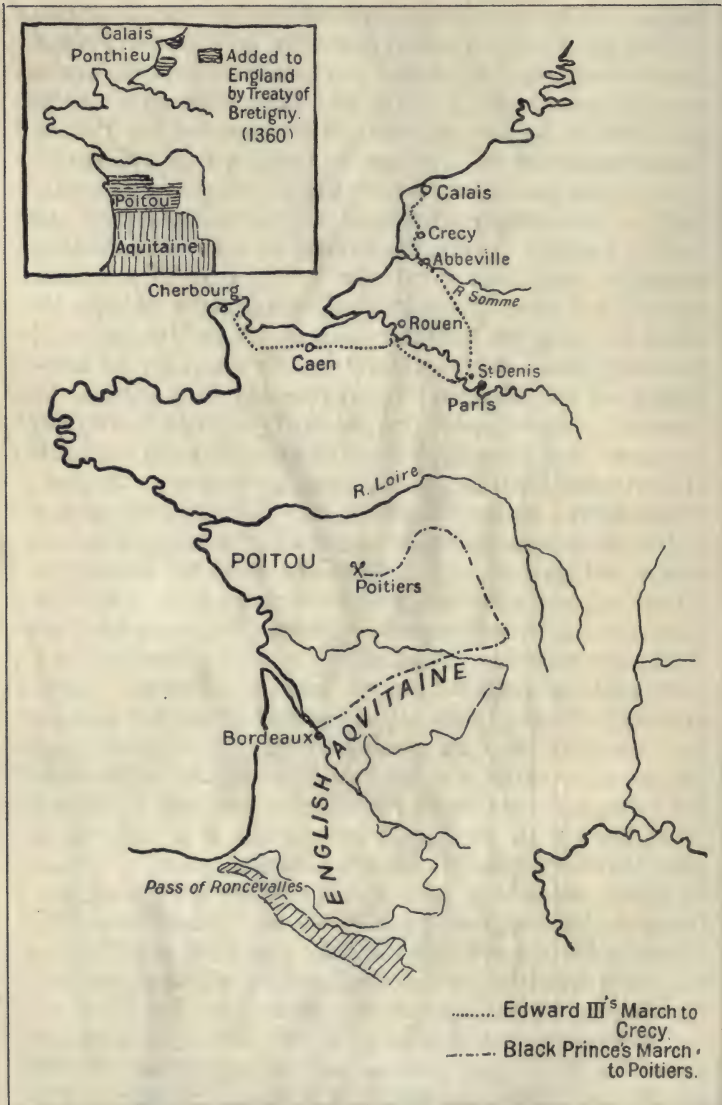 Calais
Ponthieu
Added to
England
by Treaty of
Bretigny.
(1360)
Poitou
Aquitaine
Calais
Crecy
Abbeville
R Somme
Cherbourg
Rouen
Caen
St Denis
Paris
R. Loire
POITOU
Poitiers
ENGLISH AQVITAINE
Bordeaux
Pass of Roncevalles
Edward III's March to
Crecy.
Black Prince's March
to Poitiers.